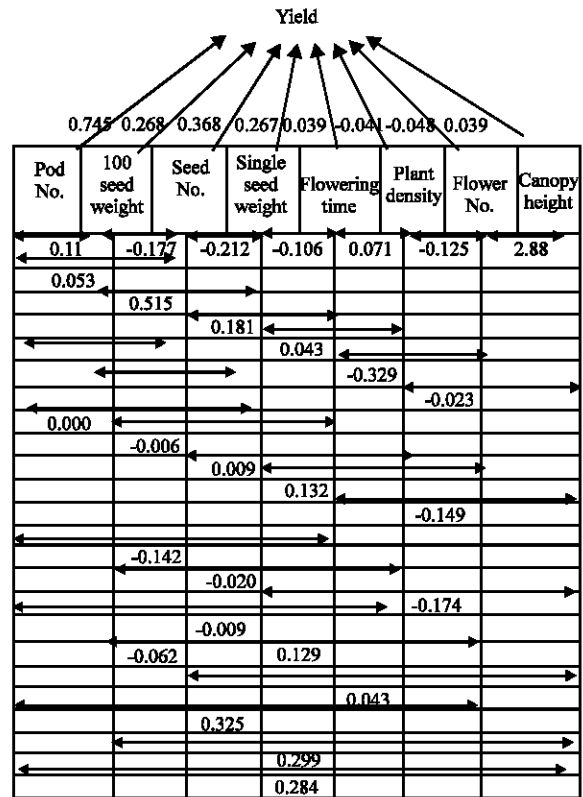 Yield
0.745 0.268 0.368 0.267 0.039 -0.041 -0.048 0.039
Pod No.
100 seed weight
Seed No.
Single seed weight
Flowering time
Plant density
Flower No.
Canopy height
0.11 -0.177 -0.212 -0.106 0.071 -0.125 2.88
0.053
0.515
0.181
0.043
-0.329
-0.023
0.000
-0.006
0.009
0.132
-0.149
-0.142
-0.020
-0.174
-0.009
-0.062 0.129
0.043
0.325
0.299
0.284